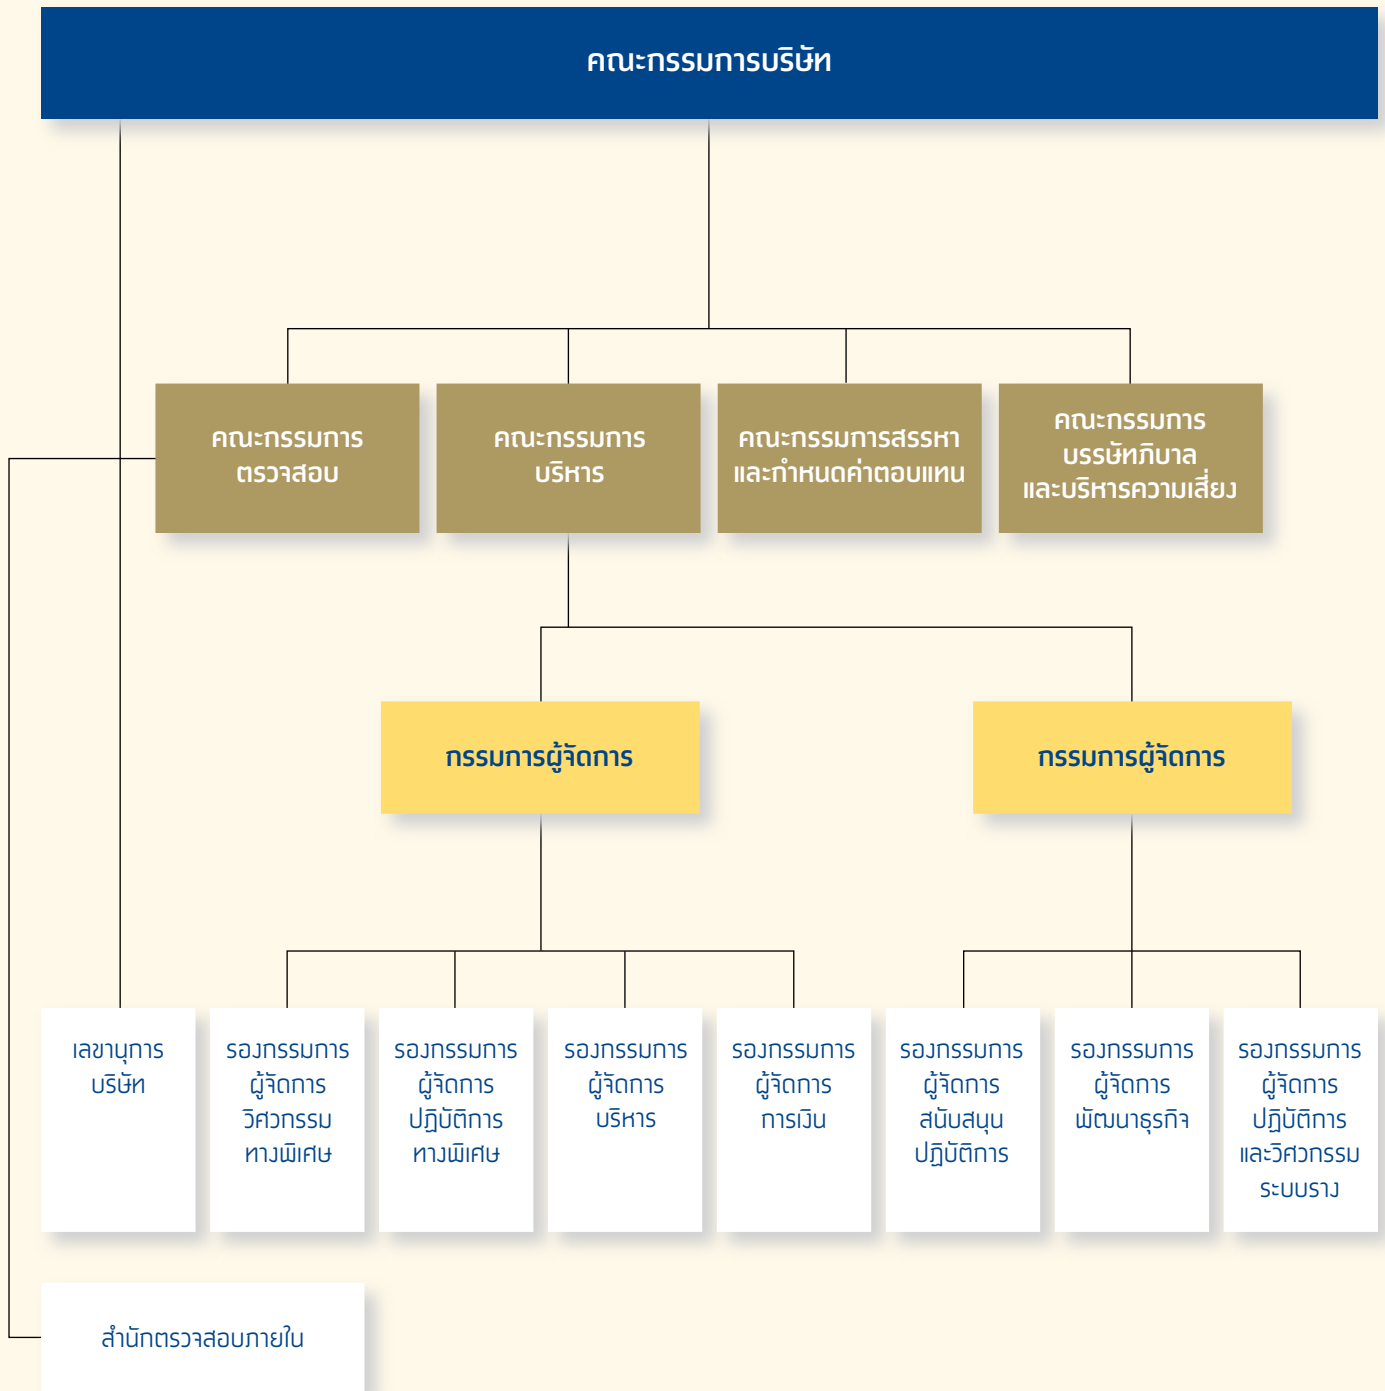 คณะกรรมการบริษัท
คณะกรรมการ
ตรวจสอบ
คณะกรรมการ
บริหาร
คณะกรรมการสรรหา
และกำหนดค่าตอบแทน
คณะกรรมการ
บรรษัทภิบาล
และบริหารความเสี่ยง
กรรมการผู้จัดการ
กรรมการผู้จัดการ
เลขานุการ
บริษัท
รองกรรมการ
ผู้จัดการ
วิศวกรรม
ทางพิเศษ
รองกรรมการ
ผู้จัดการ
ปฏิบัติการ
ทางพิเศษ
รองกรรมการ
ผู้จัดการ
บริหาร
รองกรรมการ
ผู้จัดการ
การเงิน
รองกรรมการ
ผู้จัดการ
สนับสนุน
ปฏิบัติการ
รองกรรมการ
ผู้จัดการ
พัฒนาธุรกิจ
รองกรรมการ
ผู้จัดการ
ปฏิบัติการ
และวิศวกรรม
ระบบราง
สำนักตรวจสอบภายใน